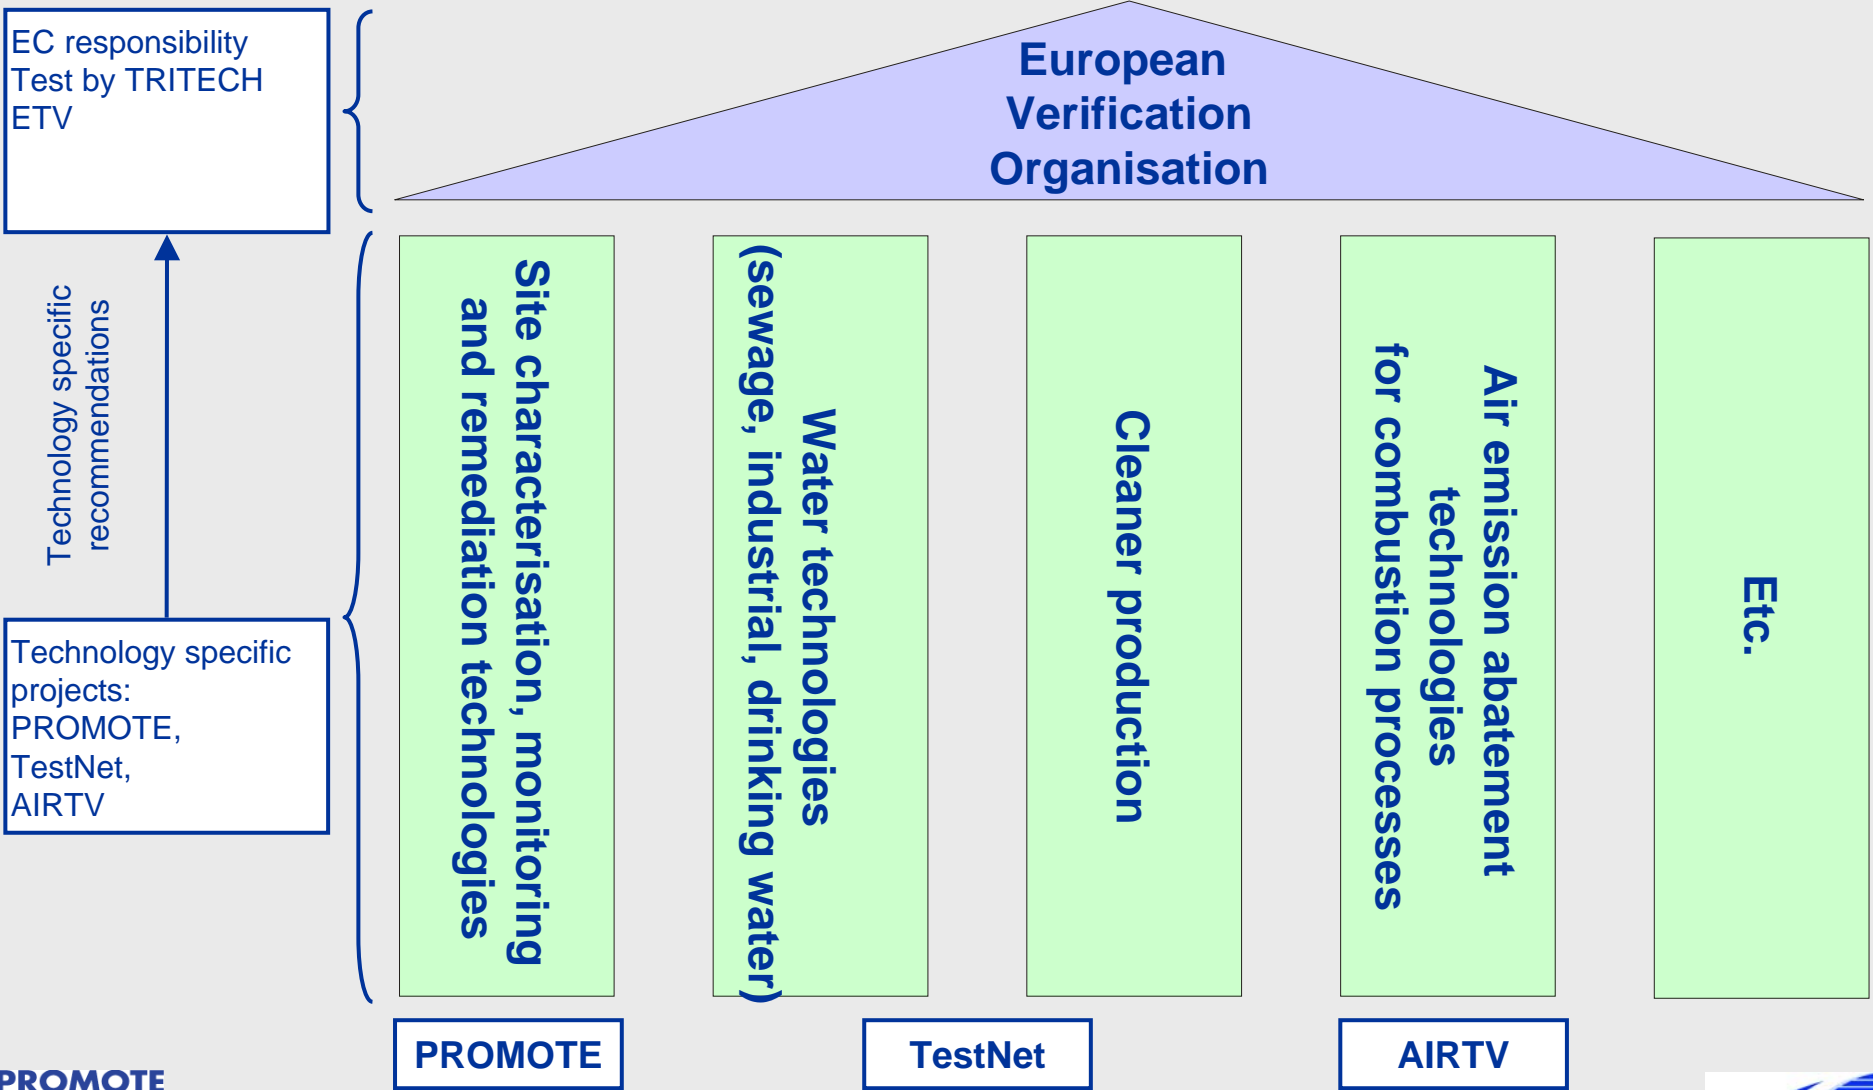 EC responsibility
Test by TRITECH
ETV
European
Verification
Organisation
Technology specific
recommendations
Technology specific
projects:
PROMOTE,
TestNet,
AIRTV
Site characterisation, monitoring
and remediation technologies
Water technologies
(sewage, industrial, drinking water)
Cleaner production
Air emission abatement
technologies
for combustion processes
Etc.
PROMOTE
TestNet
AIRTV
PROMOTE